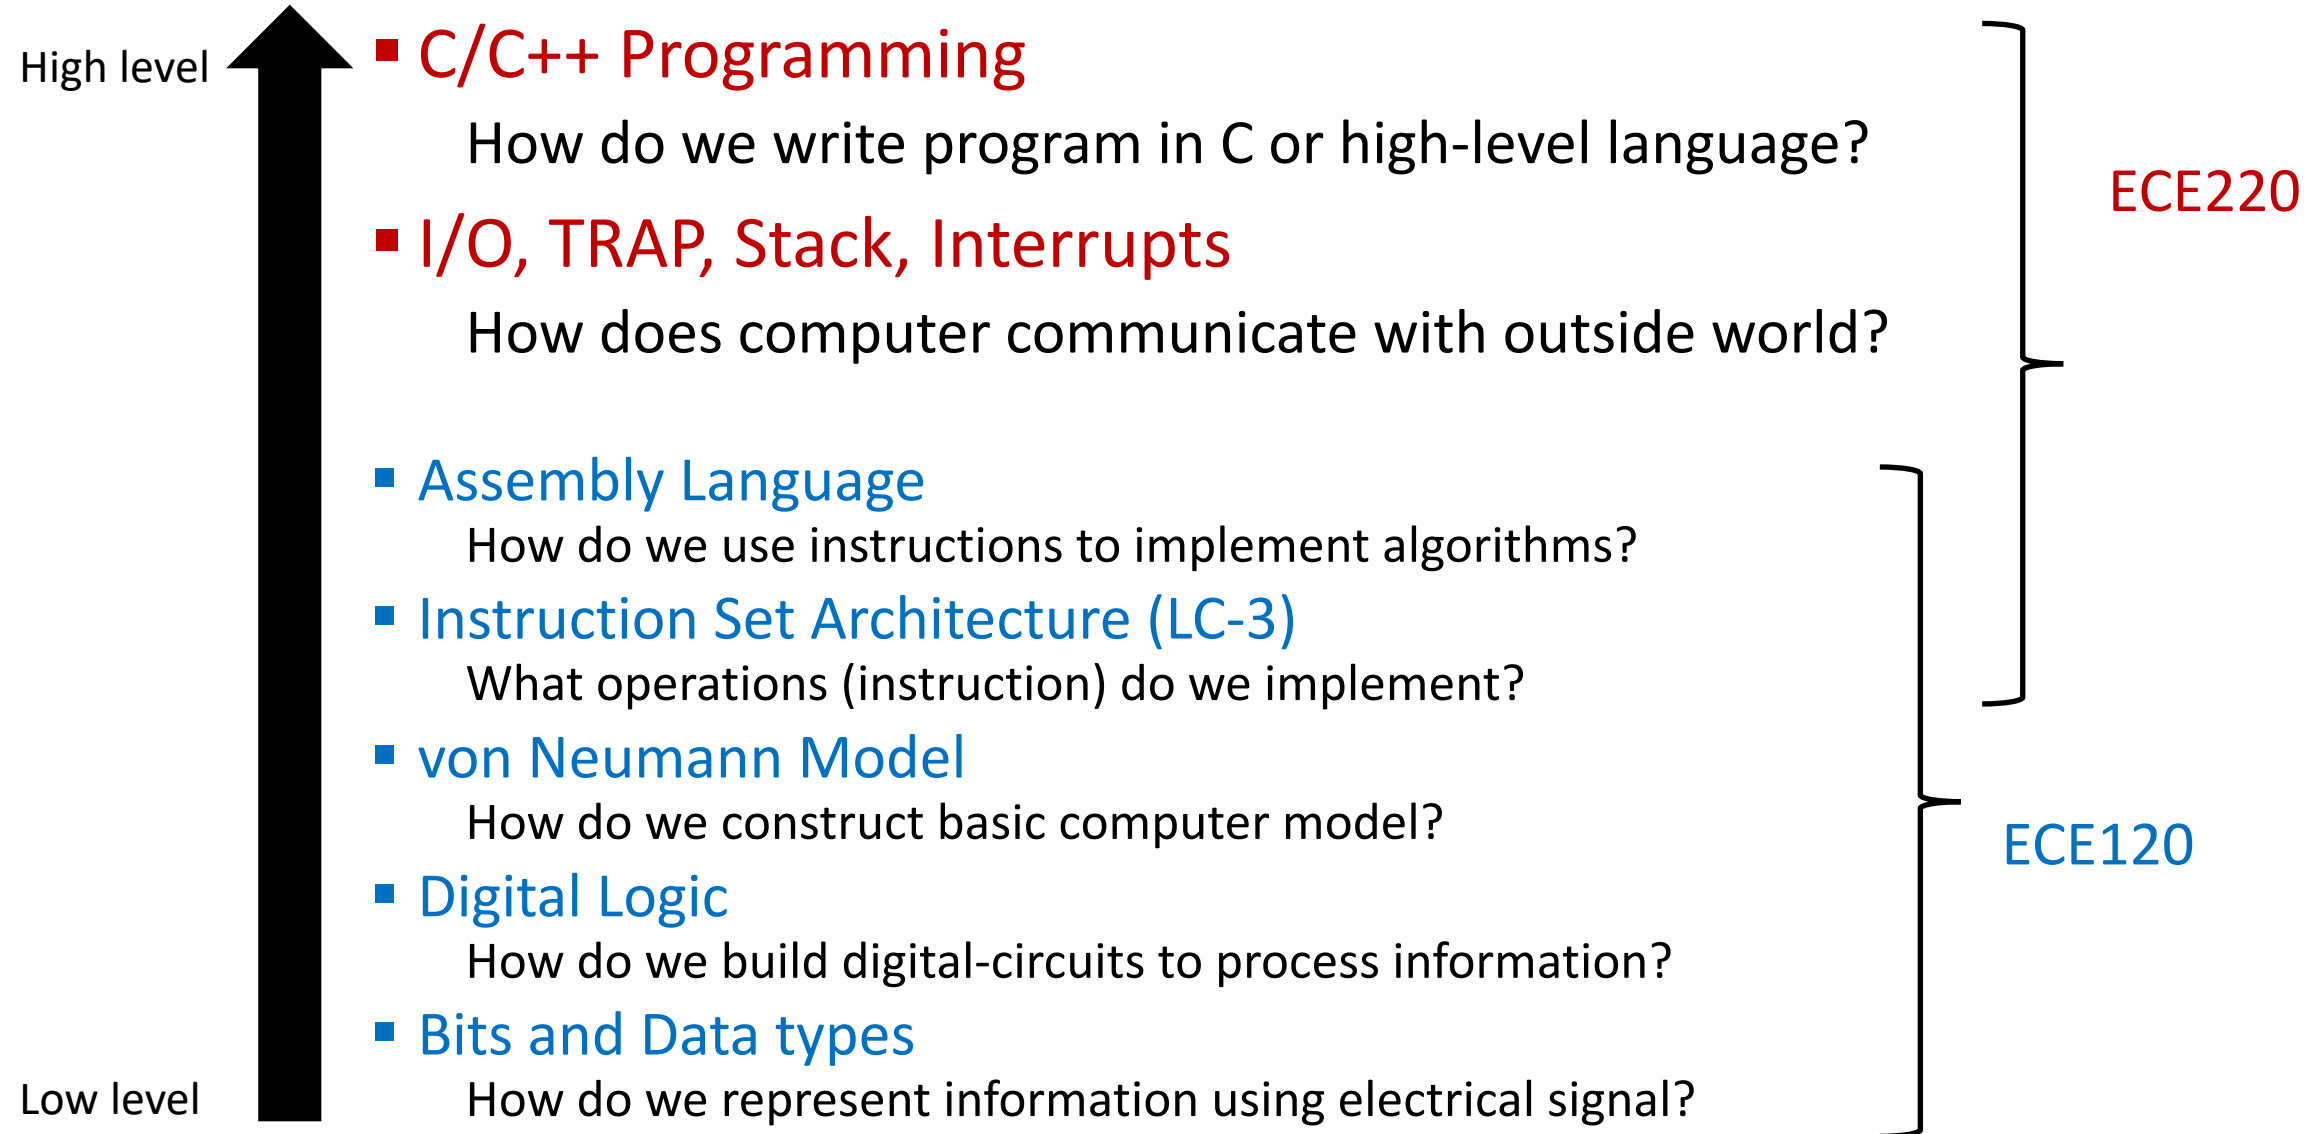 High level
▪ C/C++ Programming
How do we write program in C or high-level language?
ECE220
▪ I/O, TRAP, Stack, Interrupts
How does computer communicate with outside world?
▪ Assembly Language
How do we use instructions to implement algorithms?
▪ Instruction Set Architecture (LC-3)
What operations (instruction) do we implement?
▪ von Neumann Model
How do we construct basic computer model?
ECE120
▪ Digital Logic
How do we build digital-circuits to process information?
▪ Bits and Data types
Low level
How do we represent information using electrical signal?